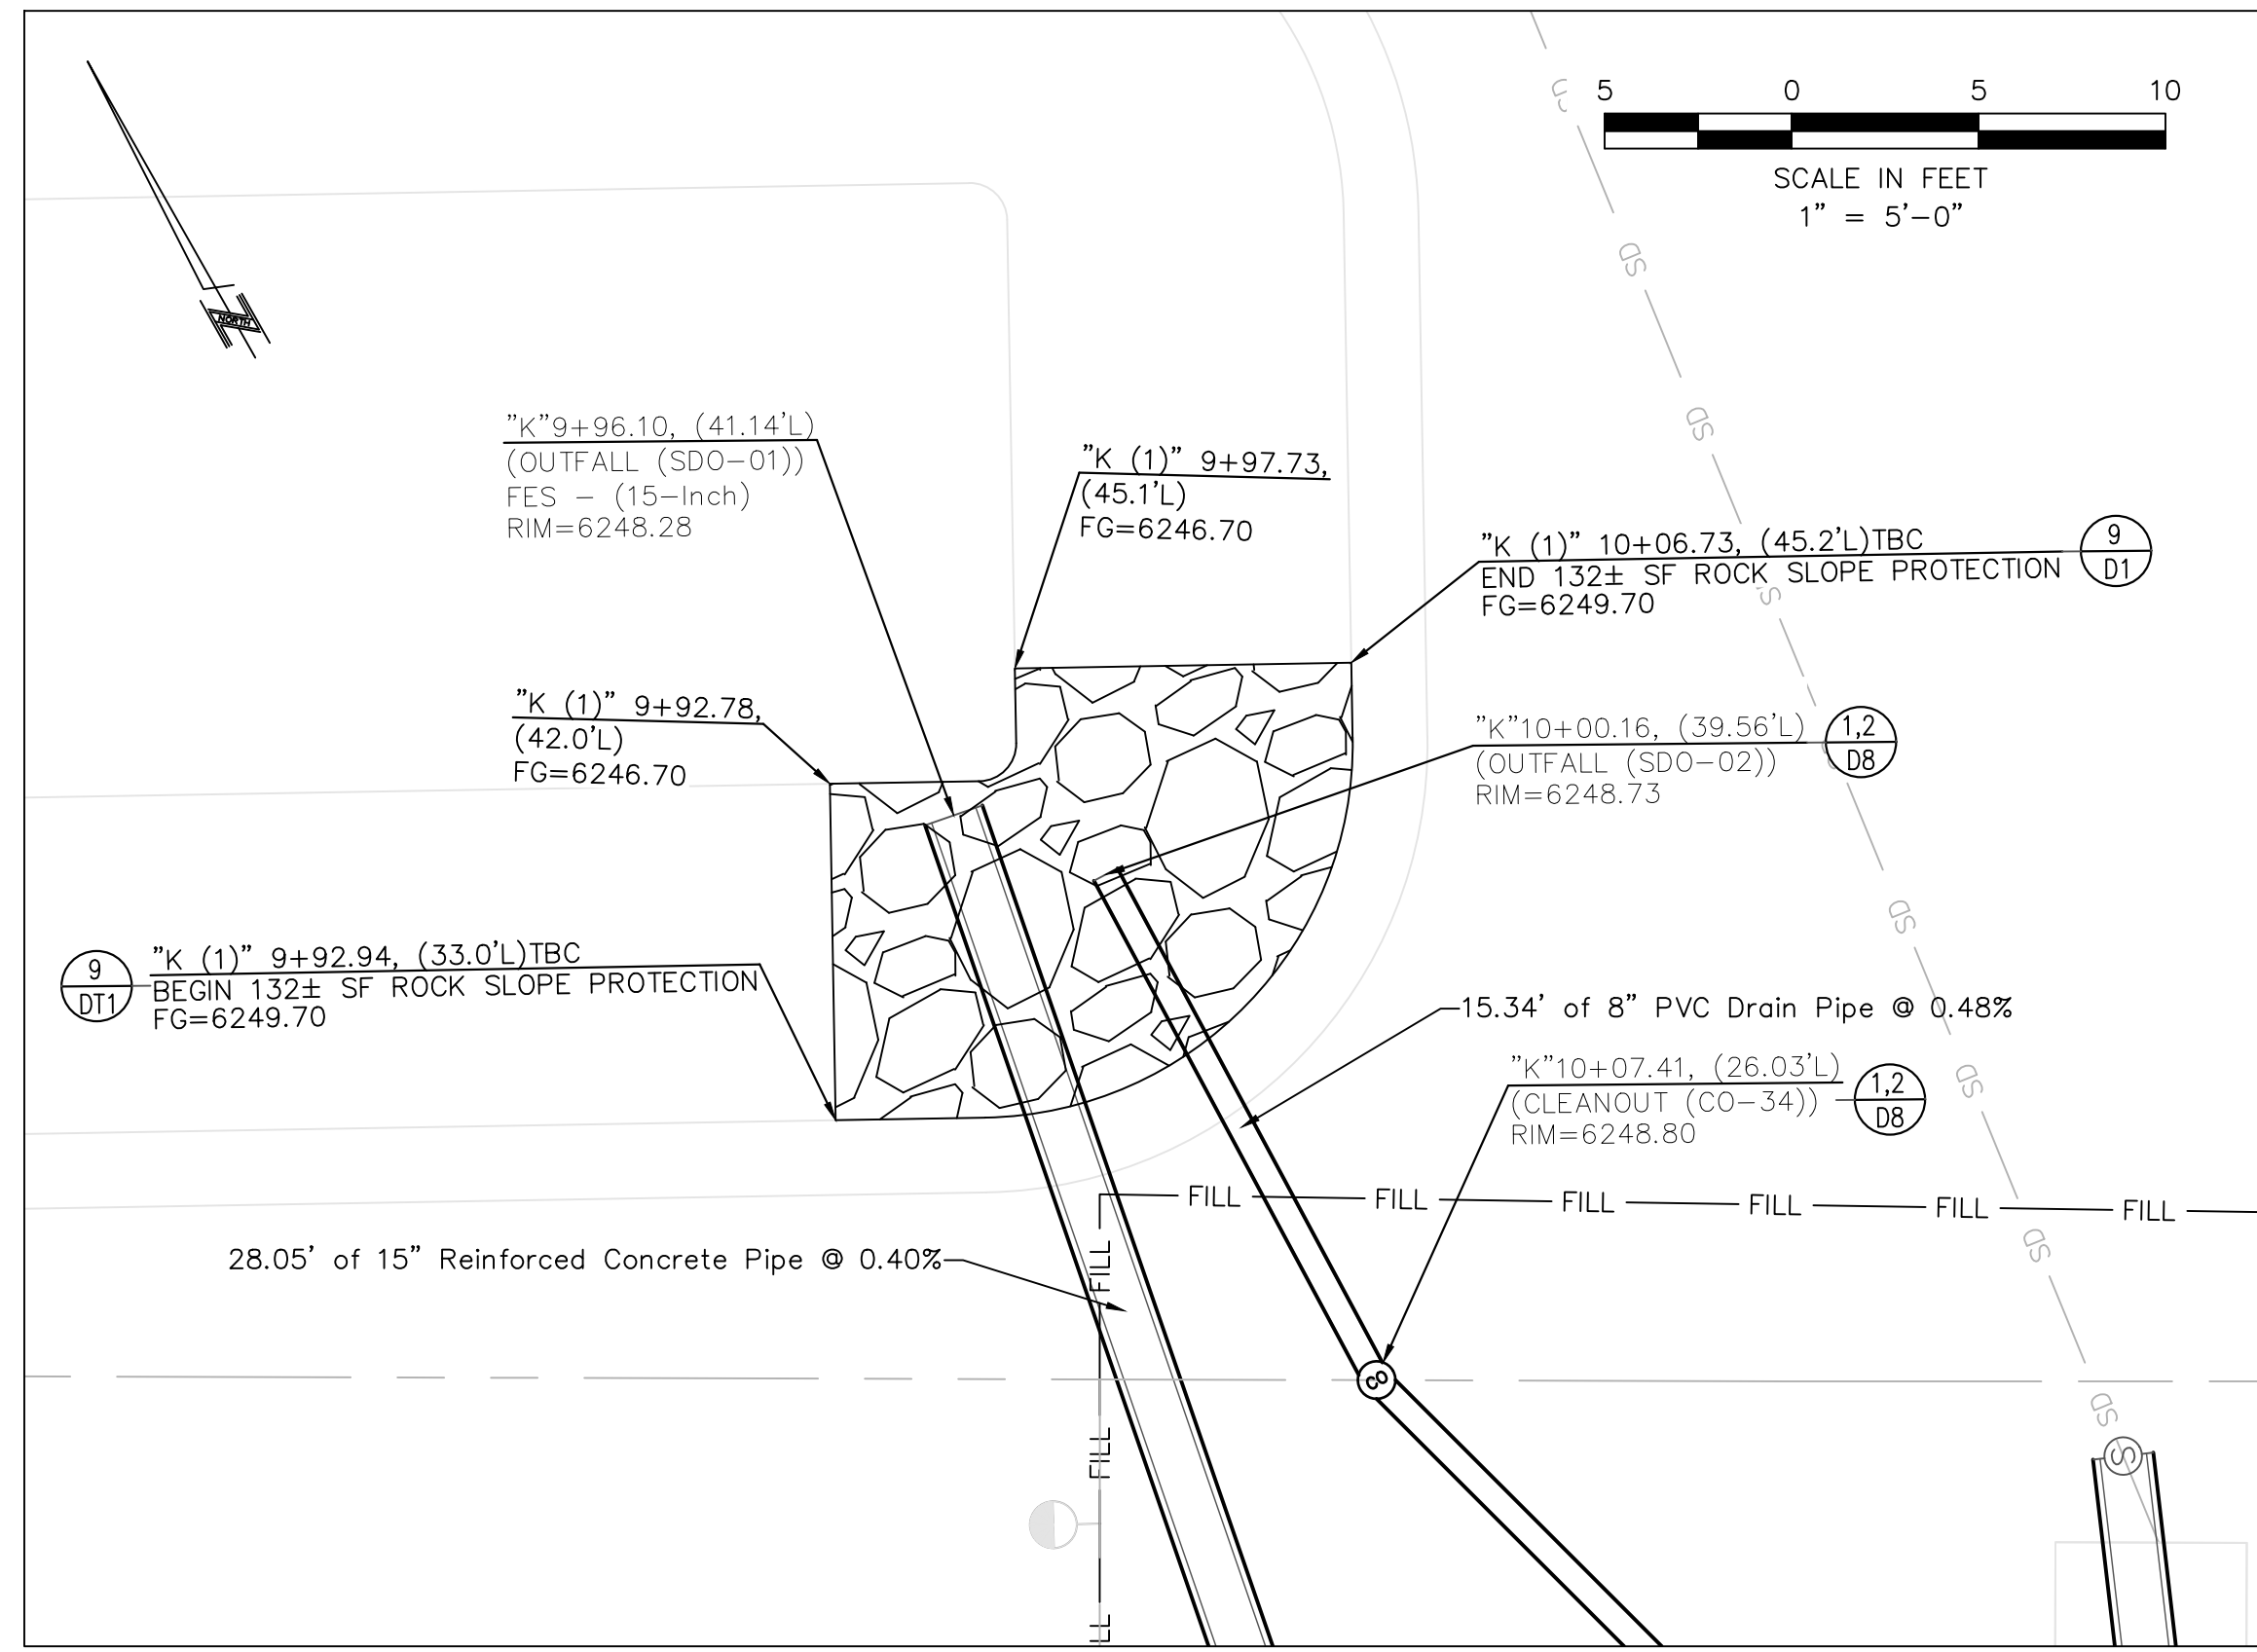 5 0 5 10
SCALE IN FEET
1" = 5'-0"
NORTH
"K"9+96.10, (41.14'L)
(OUTFALL (SDO-01))
FES - (15-Inch)
RIM=6248.28
"K (1)" 9+97.73,
(45.1'L)
FG=6246.70
"K (1)" 10+06.73, (45.2'L)TBC
END 132± SF ROCK SLOPE PROTECTION
FG=6249.70
9
D1
"K (1)" 9+92.78,
(42.0'L)
FG=6246.70
"K"10+00.16, (39.56'L)
(OUTFALL (SDO-02))
RIM=6248.73
1,2
D8
9
DT1
"K (1)" 9+92.94, (33.0'L)TBC
BEGIN 132± SF ROCK SLOPE PROTECTION
FG=6249.70
15.34' of 8" PVC Drain Pipe @ 0.48%
"K"10+07.41, (26.03'L)
(CLEANOUT (CO-34))
RIM=6248.80
1,2
D8
28.05' of 15" Reinforced Concrete Pipe @ 0.40%
FILL FILL FILL FILL FILL FILL
FILL
FILL
CO
S
SD
SD
SD
SD
SD
SD